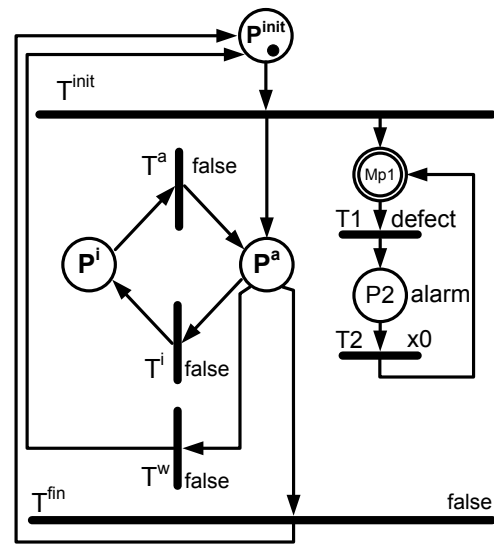 P^init
T^init
T^a false
Mp1
T1 defect
P^i
P^a
P2 alarm
T2 x0
T^i false
T^w false
T^fin
false